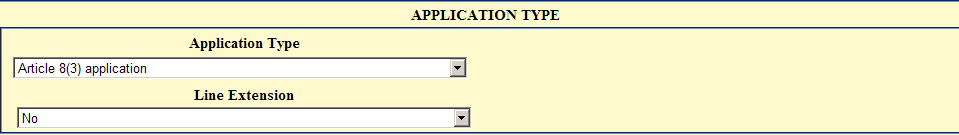 APPLICATION TYPE
Application Type
Article 8(3) application
Line Extension
No